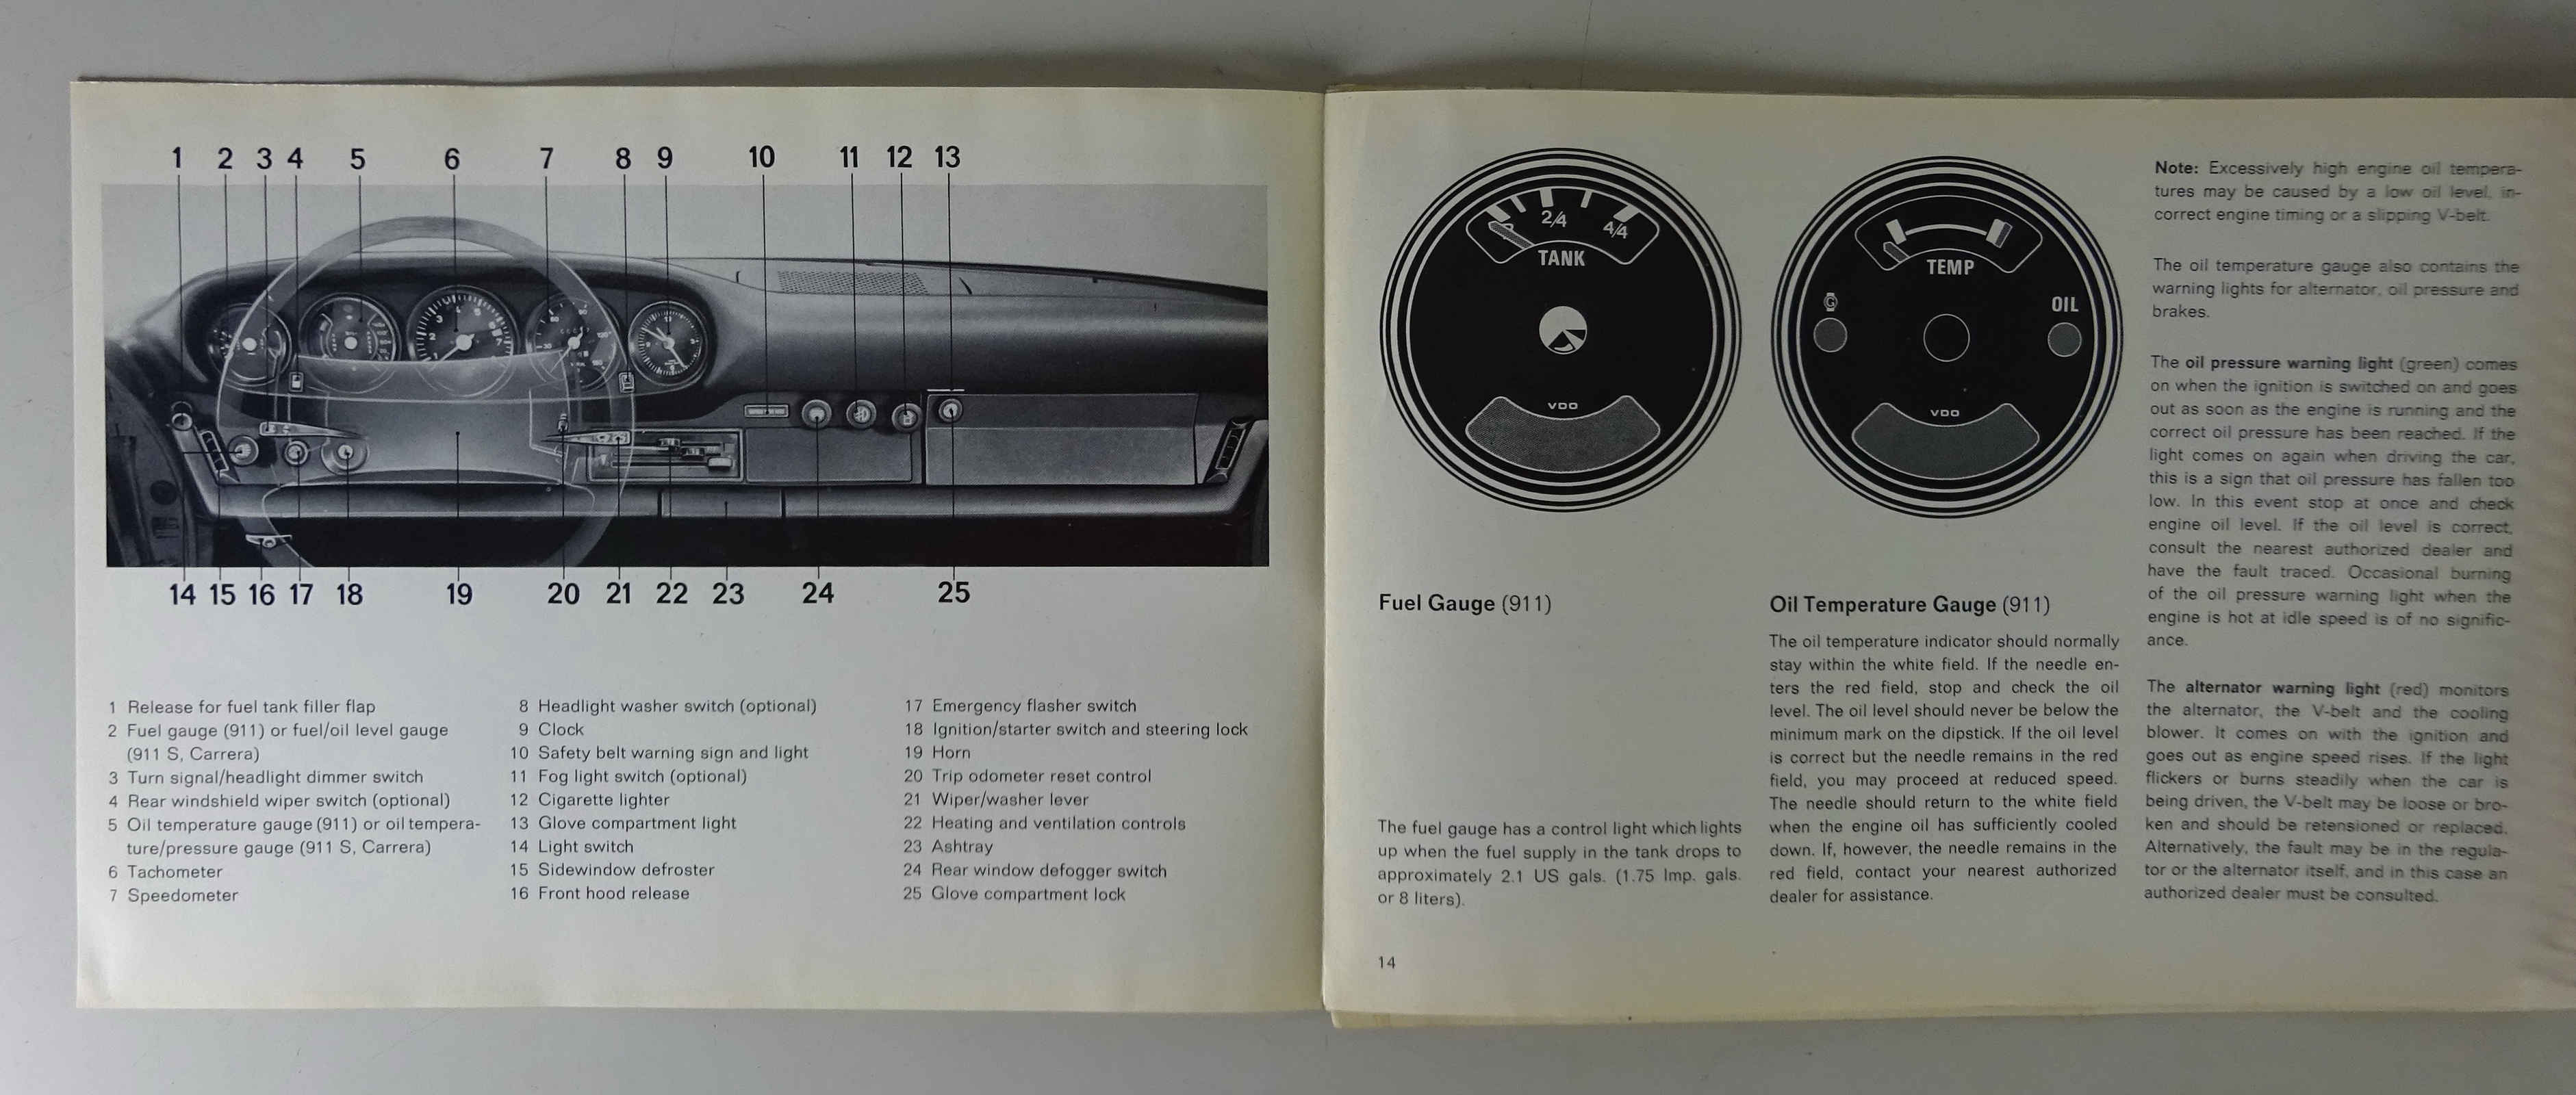 1 2 3 4 5 6 7 8 9 10 11 12 13
14 15 16 17 18 19 20 21 22 23 24 25
1 Release for fuel tank filler flap
2 Fuel gauge (911) or fuel/oil level gauge
(911 S, Carrera)
3 Turn signal/headlight dimmer switch
4 Rear windshield wiper switch (optional)
5 Oil temperature gauge (911) or oil tempera-
ture/pressure gauge (911 S, Carrera)
6 Tachometer
7 Speedometer
8 Headlight washer switch (optional)
9 Clock
10 Safety belt warning sign and light
11 Fog light switch (optional)
12 Cigarette lighter
13 Glove compartment light
14 Light switch
15 Sidewindow defroster
16 Front hood release
17 Emergency flasher switch
18 Ignition/starter switch and steering lock
19 Horn
20 Trip odometer reset control
21 Wiper/washer lever
22 Heating and ventilation controls
23 Ashtray
24 Rear window defogger switch
25 Glove compartment lock
2/4
4/4
TANK
VDO
Fuel Gauge (911)
The fuel gauge has a control light which lights
up when the fuel supply in the tank drops to
approximately 2.1 US gals. (1.75 Imp. gals.
or 8 liters).
14
TEMP
G
OIL
VDO
Oil Temperature Gauge (911)
The oil temperature indicator should normally
stay within the white field. If the needle en-
ters the red field, stop and check the oil
level. The oil level should never be below the
minimum mark on the dipstick. If the oil level
is correct but the needle remains in the red
field, you may proceed at reduced speed.
The needle should return to the white field
when the engine oil has sufficiently cooled
down. If, however, the needle remains in the
red field, contact your nearest authorized
dealer for assistance.
Note: Excessively high engine oil tempera-
tures may be caused by a low oil level, in-
correct engine timing or a slipping V-belt.
The oil temperature gauge also contains the
warning lights for alternator, oil pressure and
brakes.
The oil pressure warning light (green) comes
on when the ignition is switched on and goes
out as soon as the engine is running and the
correct oil pressure has been reached. If the
light comes on again when driving the car,
this is a sign that oil pressure has fallen too
low. In this event stop at once and check
engine oil level. If the oil level is correct,
consult the nearest authorized dealer and
have the fault traced. Occasional burning
of the oil pressure warning light when the
engine is hot at idle speed is of no signific-
ance.
The alternator warning light (red) monitors
the alternator, the V-belt and the cooling
blower. It comes on with the ignition and
goes out as engine speed rises. If the light
flickers or burns steadily when the car is
being driven, the V-belt may be loose or bro-
ken and should be retensioned or replaced.
Alternatively, the fault may be in the regula-
tor or the alternator itself, and in this case an
authorized dealer must be consulted.